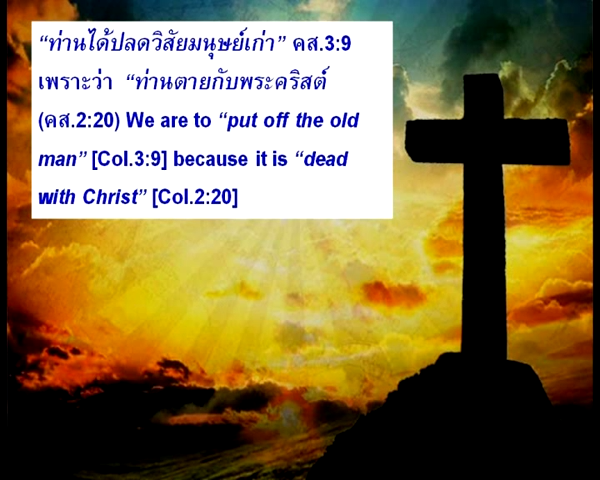 “ท่านได้ปลดวิสัยมนุษย์เก่า” คส.3:9
เพราะว่า “ท่านตายกับพระคริสต์
(คส.2:20) We are to “put off the old
man” [Col.3:9] because it is “dead
with Christ” [Col.2:20]